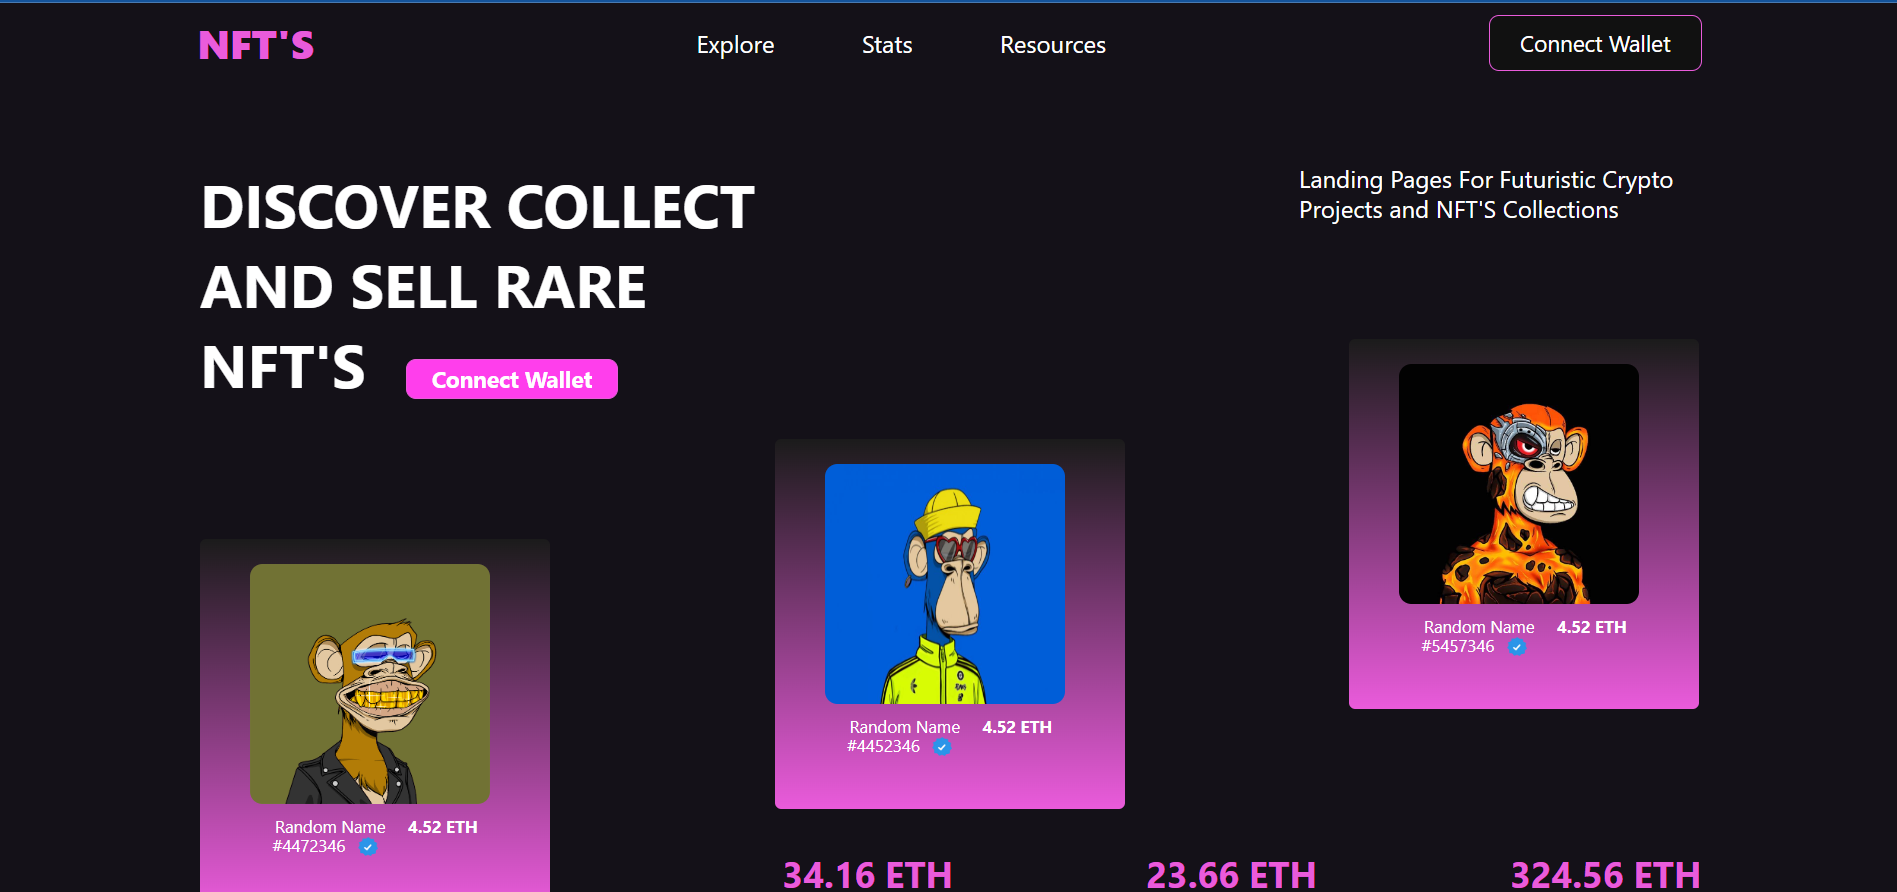 NFT'S
Explore
Stats
Resources
Connect Wallet
DISCOVER COLLECT
AND SELL RARE
NFT'S
Connect Wallet
Landing Pages For Futuristic Crypto
Projects and NFT'S Collections
Random Name 4.52 ETH
#4472346
Random Name 4.52 ETH
#4452346
Random Name 4.52 ETH
#5457346
34.16 ETH
23.66 ETH
324.56 ETH